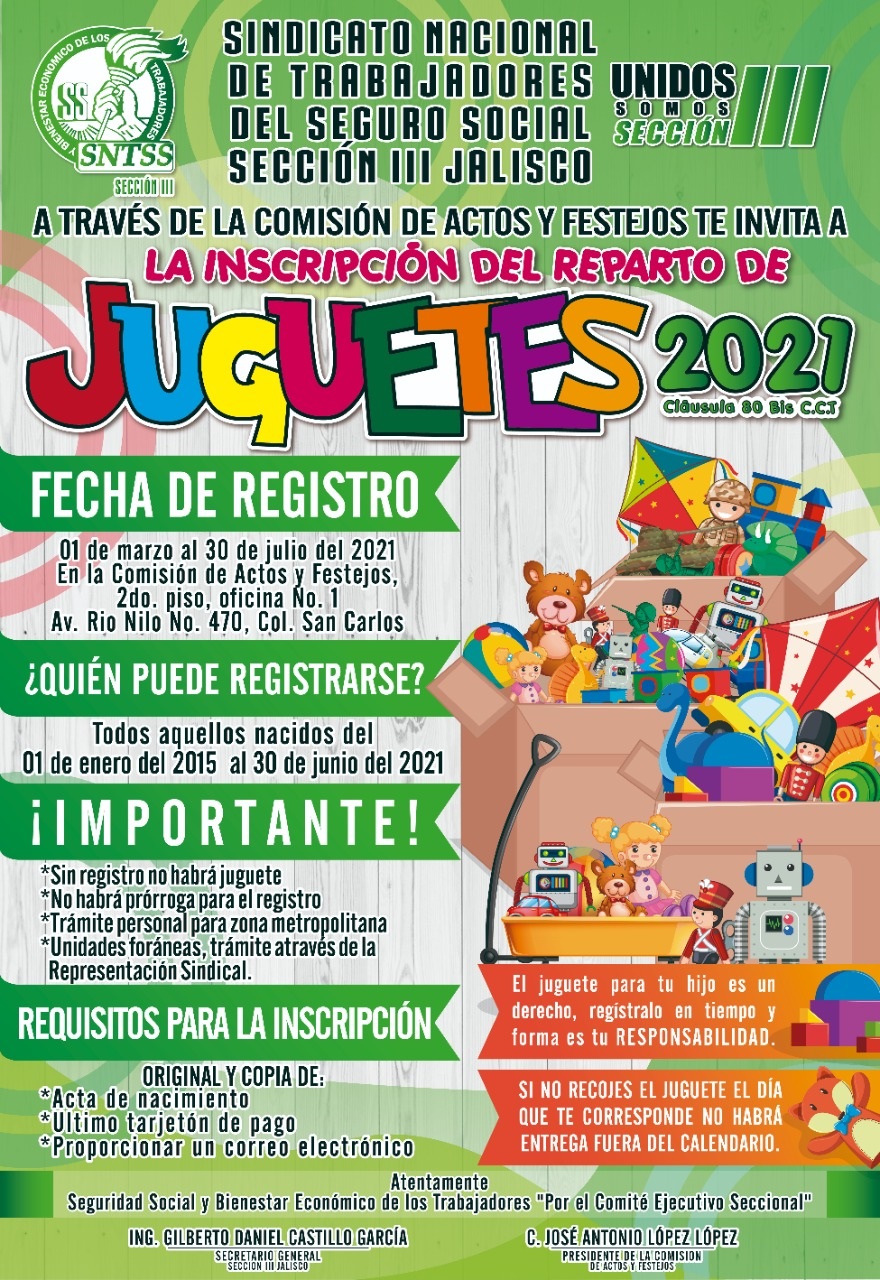 Y BIENESTAR ECONOMICO DE LOS TRABAJADORES
SS
SNTSS
SECCIÓN III
SINDICATO NACIONAL
DE TRABAJADORES
DEL SEGURO SOCIAL
SECCIÓN III JALISCO
UNIDOS
SOMOS
SECCIÓN III
A TRAVÉS DE LA COMISIÓN DE ACTOS Y FESTEJOS TE INVITA A
LA INSCRIPCIÓN DEL REPARTO DE
JUGUETES 2021
Cláusula 80 Bis C.C.T
FECHA DE REGISTRO
01 de marzo al 30 de julio del 2021
En la Comisión de Actos y Festejos,
2do. piso, oficina No. 1
Av. Rio Nilo No. 470, Col. San Carlos
¿QUIÉN PUEDE REGISTRARSE?
Todos aquellos nacidos del
01 de enero del 2015 al 30 de junio del 2021
¡IMPORTANTE!
*Sin registro no habrá juguete
*No habrá prórroga para el registro
*Trámite personal para zona metropolitana
*Unidades foráneas, trámite através de la
Representación Sindical.
REQUISITOS PARA LA INSCRIPCIÓN
ORIGINAL Y COPIA DE:
*Acta de nacimiento
*Ultimo tarjetón de pago
*Proporcionar un correo electrónico
El juguete para tu hijo es un
derecho, regístralo en tiempo y
forma es tu RESPONSABILIDAD.
SI NO RECOJES EL JUGUETE EL DÍA
QUE TE CORRESPONDE NO HABRÁ
ENTREGA FUERA DEL CALENDARIO.
Atentamente
Seguridad Social y Bienestar Económico de los Trabajadores "Por el Comité Ejecutivo Seccional"
ING. GILBERTO DANIEL CASTILLO GARCÍA
SECRETARIO GENERAL
SECCION III JALISCO
C. JOSÉ ANTONIO LÓPEZ LÓPEZ
PRESIDENTE DE LA COMISION
DE ACTOS Y FESTEJOS